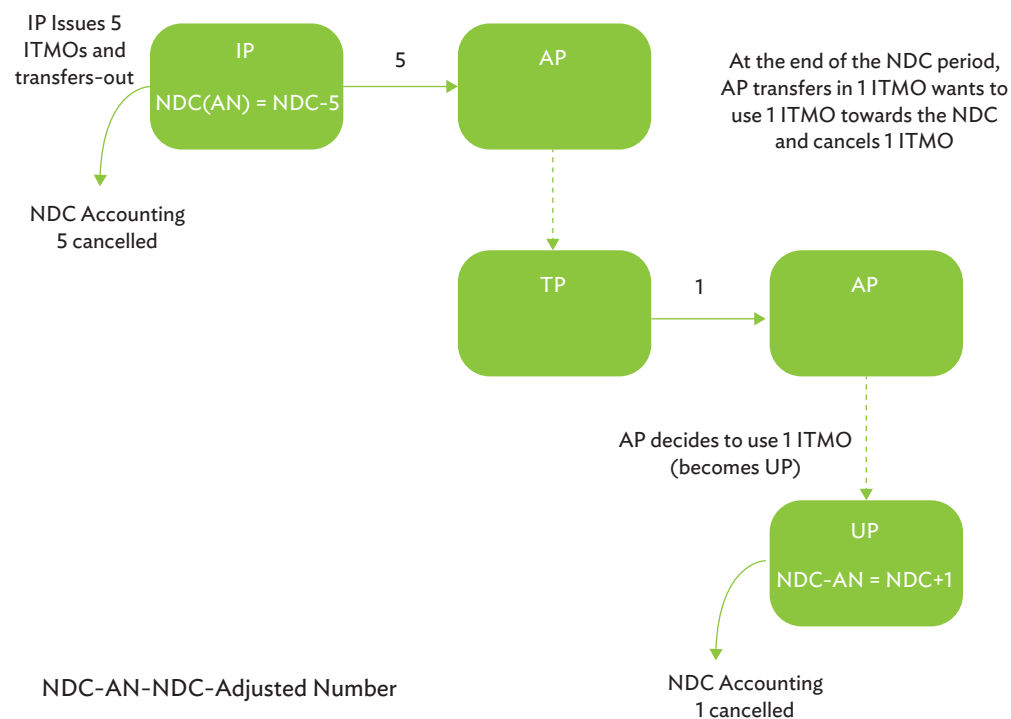 IP Issues 5
ITMOs and
transfers-out
IP
NDC(AN) = NDC-5
5
AP
At the end of the NDC period,
AP transfers in 1 ITMO wants to
use 1 ITMO towards the NDC
and cancels 1 ITMO
NDC Accounting
5 cancelled
TP
1
AP
AP decides to use 1 ITMO
(becomes UP)
UP
NDC-AN = NDC+1
NDC Accounting
1 cancelled
NDC-AN-NDC-Adjusted Number